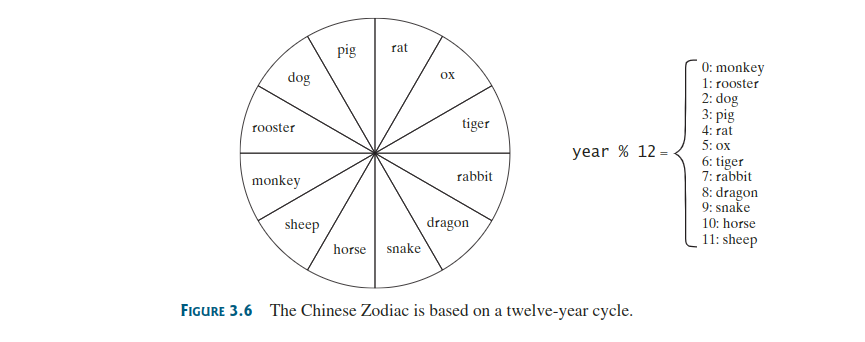 pig
rat
dog
ox
rooster
tiger
monkey
rabbit
sheep
dragon
horse
snake
year % 12 =
0: monkey
1: rooster
2: dog
3: pig
4: rat
5: ox
6: tiger
7: rabbit
8: dragon
9: snake
10: horse
11: sheep
FIGURE 3.6 The Chinese Zodiac is based on a twelve-year cycle.